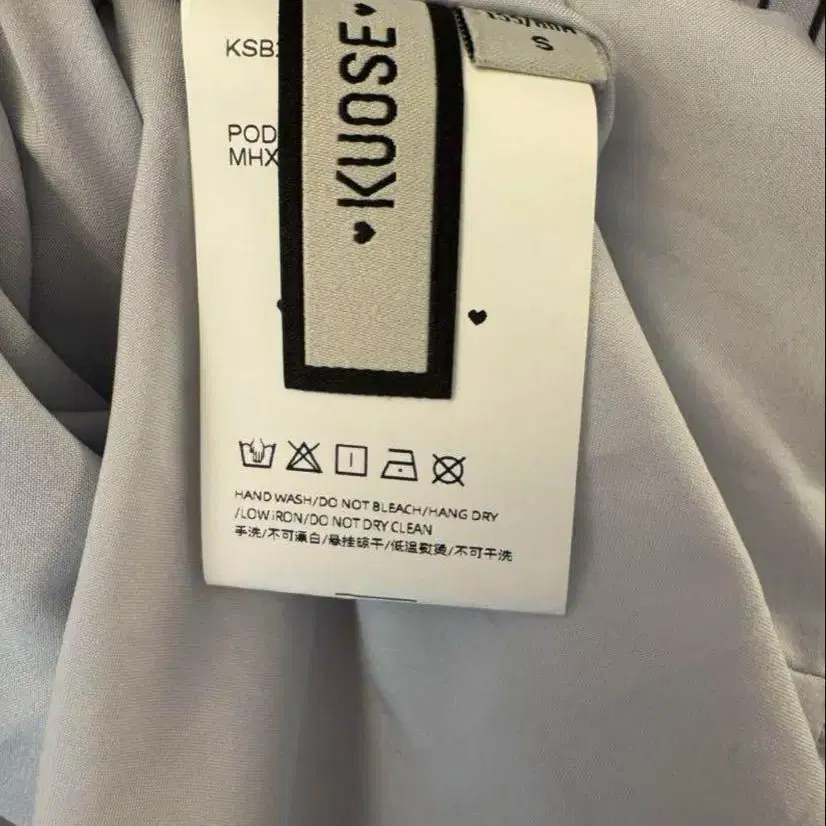 S
KUOSE
KSB
POD
MHX
HAND WASH/DO NOT BLEACH/HANG DRY
/LOW IRON/DO NOT DRY CLEAN
手洗/不可漂白/悬挂晾干/低温熨烫/不可干洗